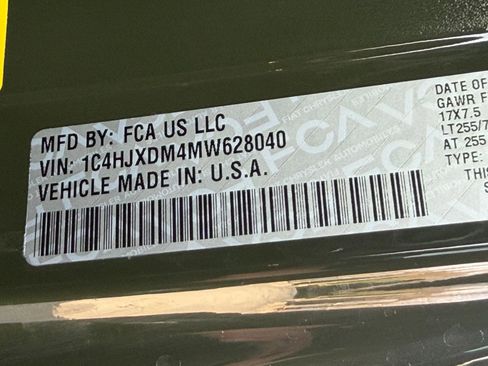 MFD BY: FCA US LLC
VIN: 1C4HJXDM4MW628040
VEHICLE MADE IN: U.S.A.
DATE OF
GAWR F
17X7.5
LT255/7
AT 255
TYPE:
THIS
S